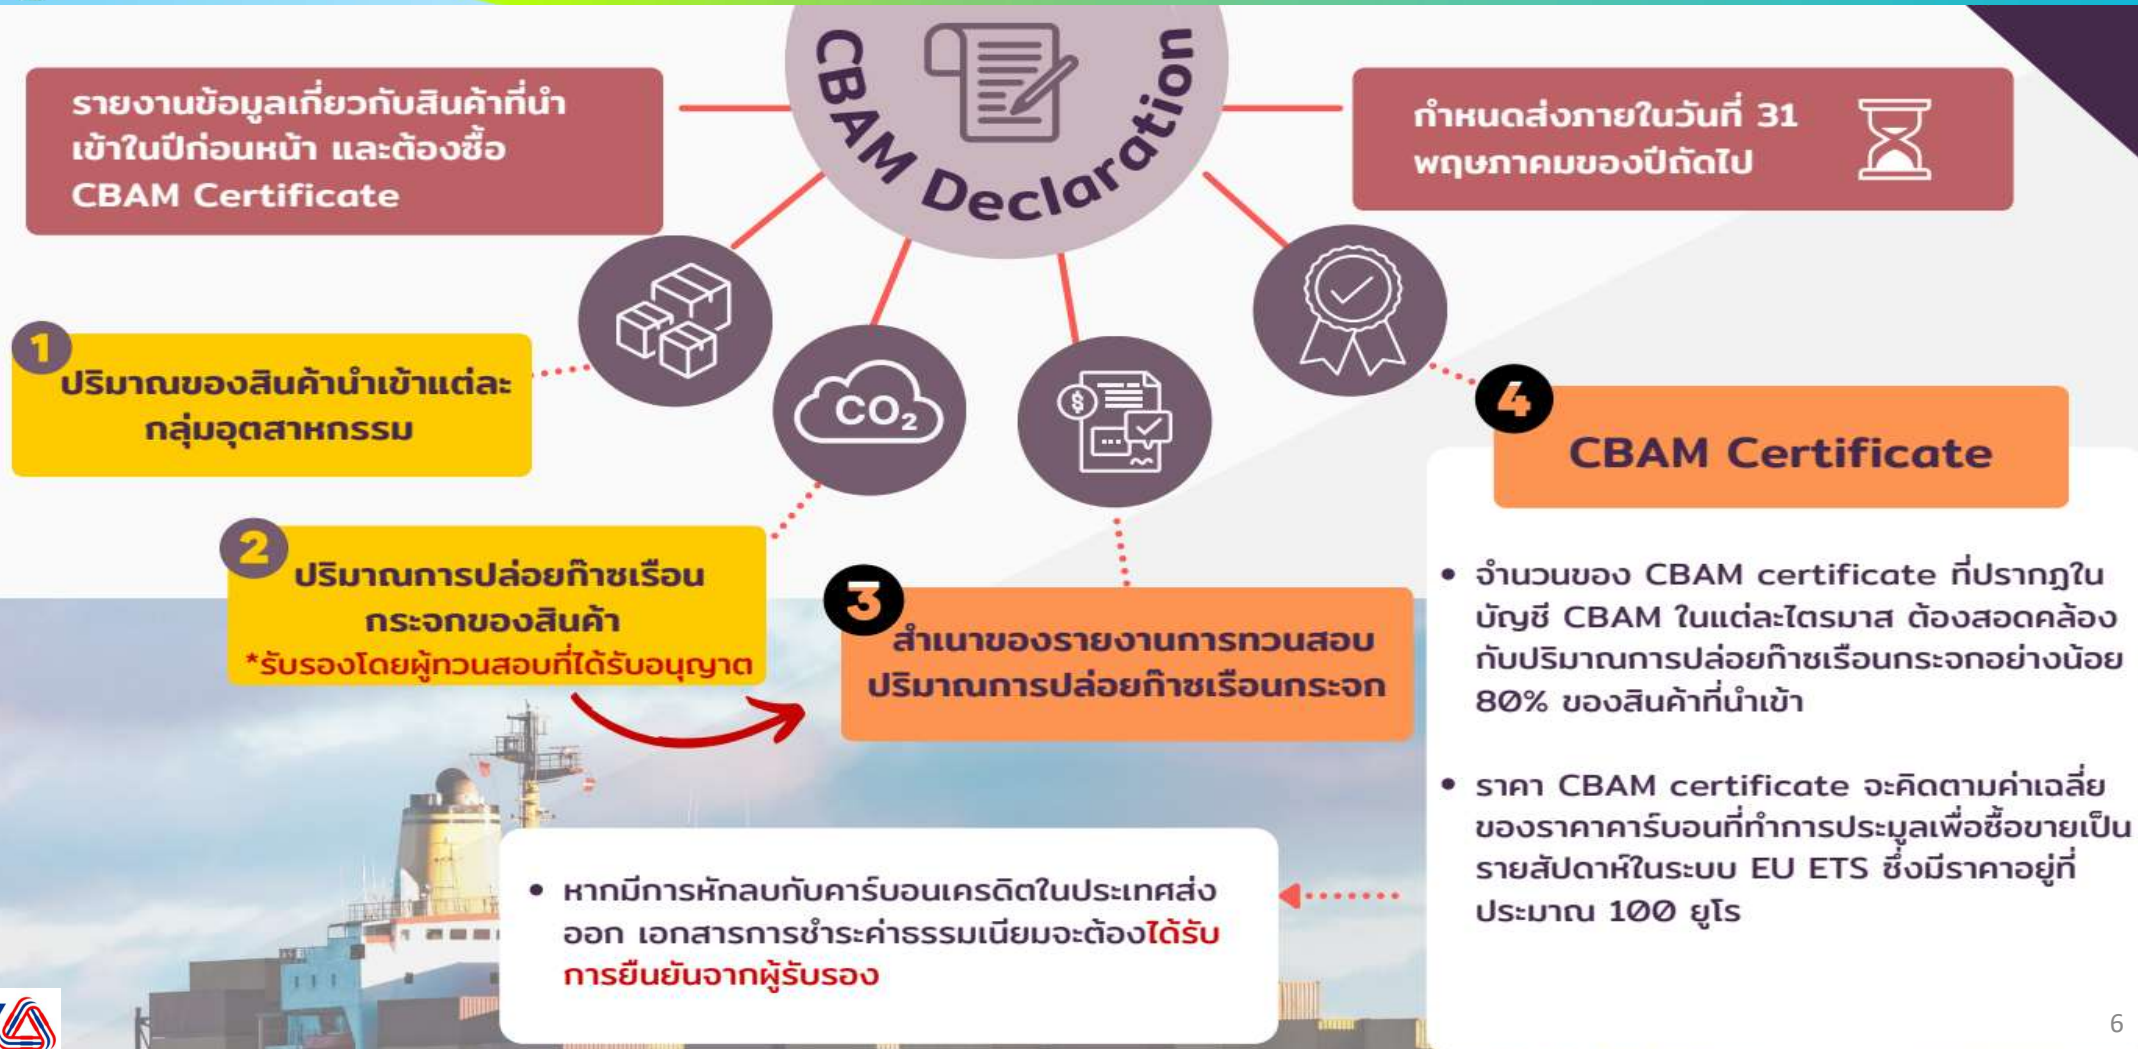 CBAM Declaration
รายงานข้อมูลเกี่ยวกับสินค้าที่นำ
เข้าในปีก่อนหน้า และต้องซื้อ
CBAM Certificate
กำหนดส่งภายในวันที่ 31
พฤษภาคมของปีถัดไป
1
ปริมาณของสินค้านำเข้าแต่ละ
กลุ่มอุตสาหกรรม
CO₂
$
2
ปริมาณการปล่อยก๊าซเรือน
กระจกของสินค้า
*รับรองโดยผู้ทวนสอบที่ได้รับอนุญาต
3
สำเนาของรายงานการทวนสอบ
ปริมาณการปล่อยก๊าซเรือนกระจก
4
CBAM Certificate
• จำนวนของ CBAM certificate ที่ปรากฏใน
บัญชี CBAM ในแต่ละไตรมาส ต้องสอดคล้อง
กับปริมาณการปล่อยก๊าซเรือนกระจกอย่างน้อย
80% ของสินค้าที่นำเข้า
• ราคา CBAM certificate จะคิดตามค่าเฉลี่ย
ของราคาคาร์บอนที่ทำการประมูลเพื่อซื้อขายเป็น
รายสัปดาห์ในระบบ EU ETS ซึ่งมีราคาอยู่ที่
ประมาณ 100 ยูโร
• หากมีการหักลบกับคาร์บอนเครดิตในประเทศส่ง
ออก เอกสารการชำระค่าธรรมเนียมจะต้องได้รับ
การยืนยันจากผู้รับรอง
6